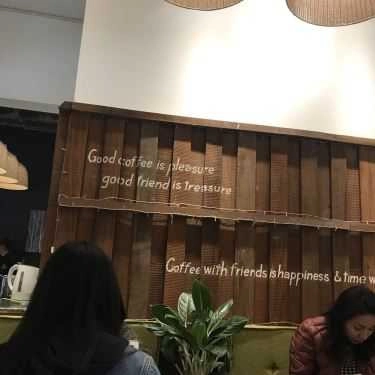 Good coffee is pleasure
good friend is treasure
Coffee with friends is happiness & time w